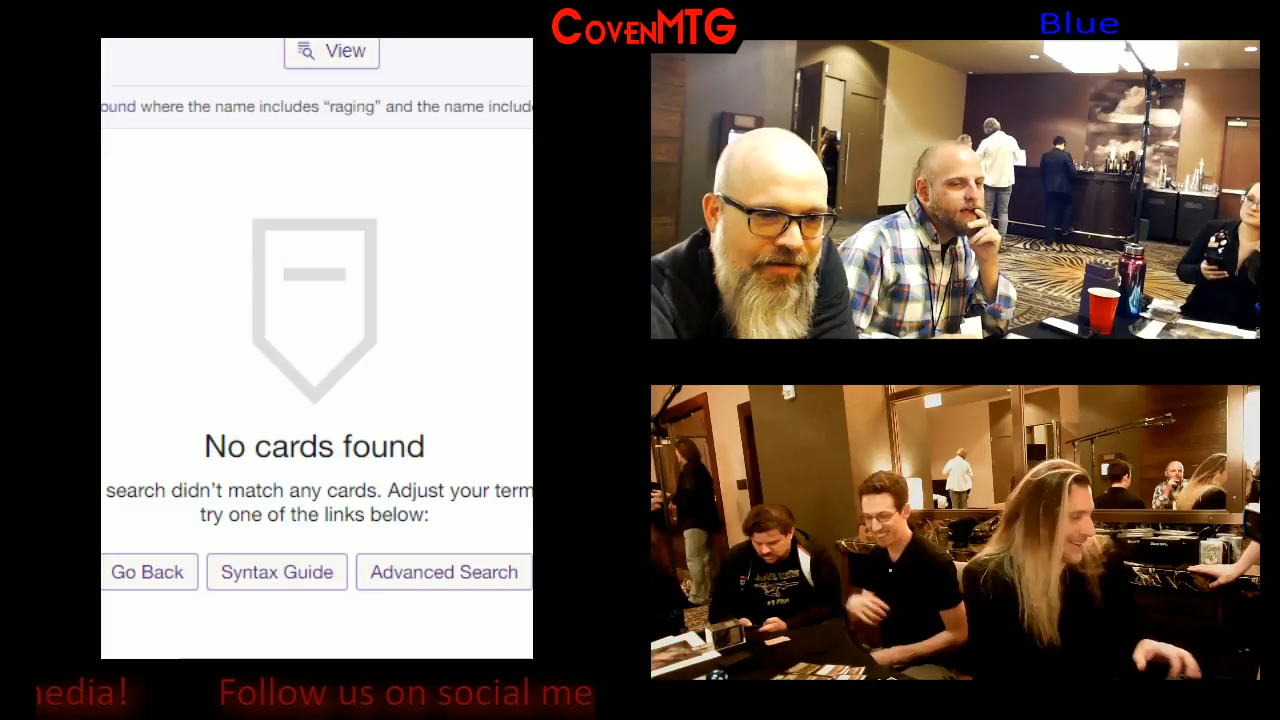 CovenMTG
Blue
View
ound where the name includes “raging” and the name includ
No cards found
search didn’t match any cards. Adjust your term
try one of the links below:
Go Back
Syntax Guide
Advanced Search
nedia!
Follow us on social me